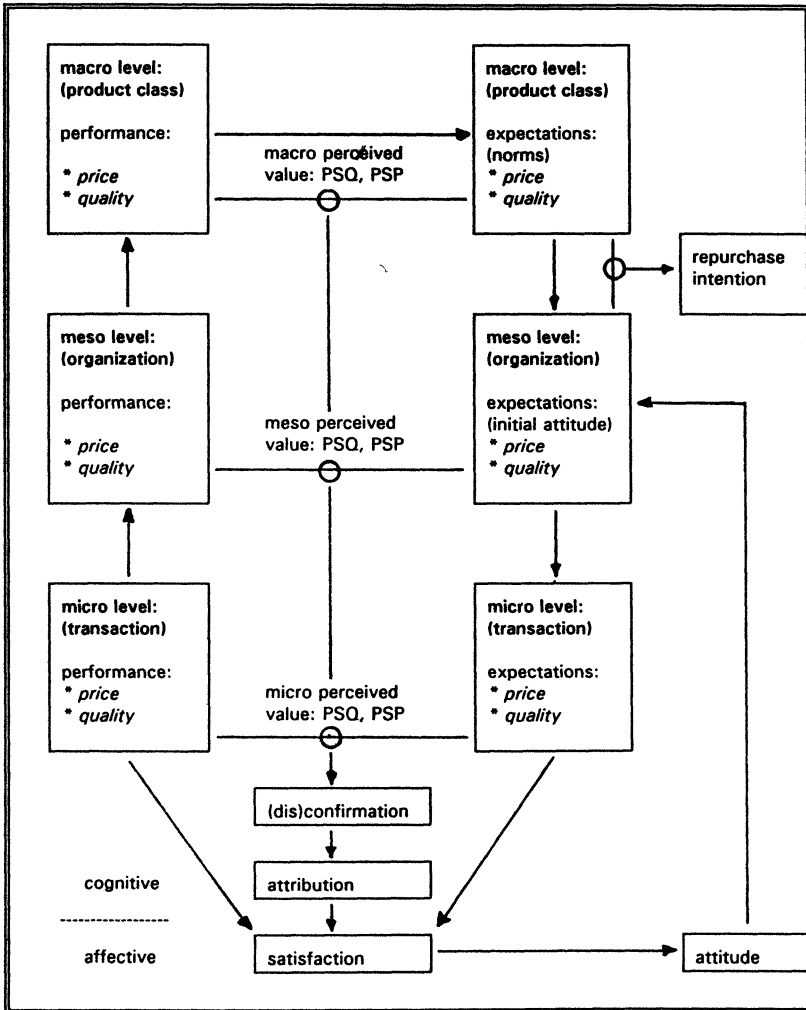 macro level:
(product class)
performance:
* price
* quality
macro perceived
value: PSQ, PSP
macro level:
(product class)
expectations:
(norms)
* price
* quality
repurchase
intention
meso level:
(organization)
performance:
* price
* quality
meso perceived
value: PSQ, PSP
meso level:
(organization)
expectations:
(initial attitude)
* price
* quality
micro level:
(transaction)
performance:
* price
* quality
micro perceived
value: PSQ, PSP
micro level:
(transaction)
expectations:
* price
* quality
(dis)confirmation
cognitive
attribution
affective
satisfaction
attitude